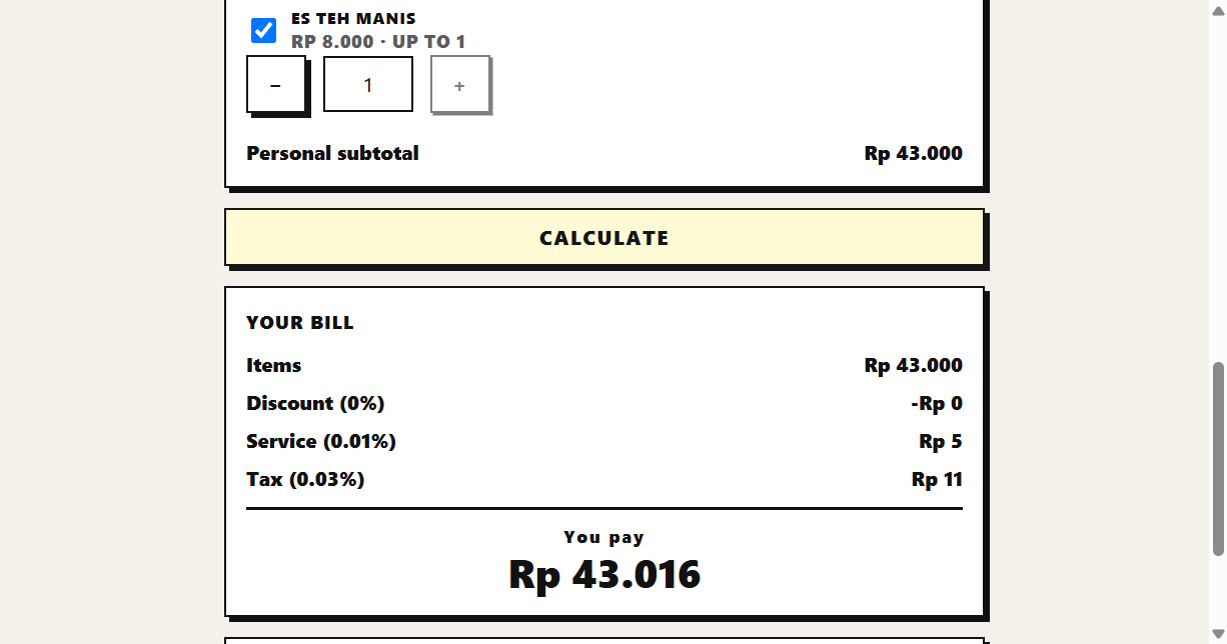 ES TEH MANIS
RP 8.000 · UP TO 1
− 1 +
Personal subtotal Rp 43.000
CALCULATE
YOUR BILL
Items Rp 43.000
Discount (0%) -Rp 0
Service (0.01%) Rp 5
Tax (0.03%) Rp 11
You pay
Rp 43.016